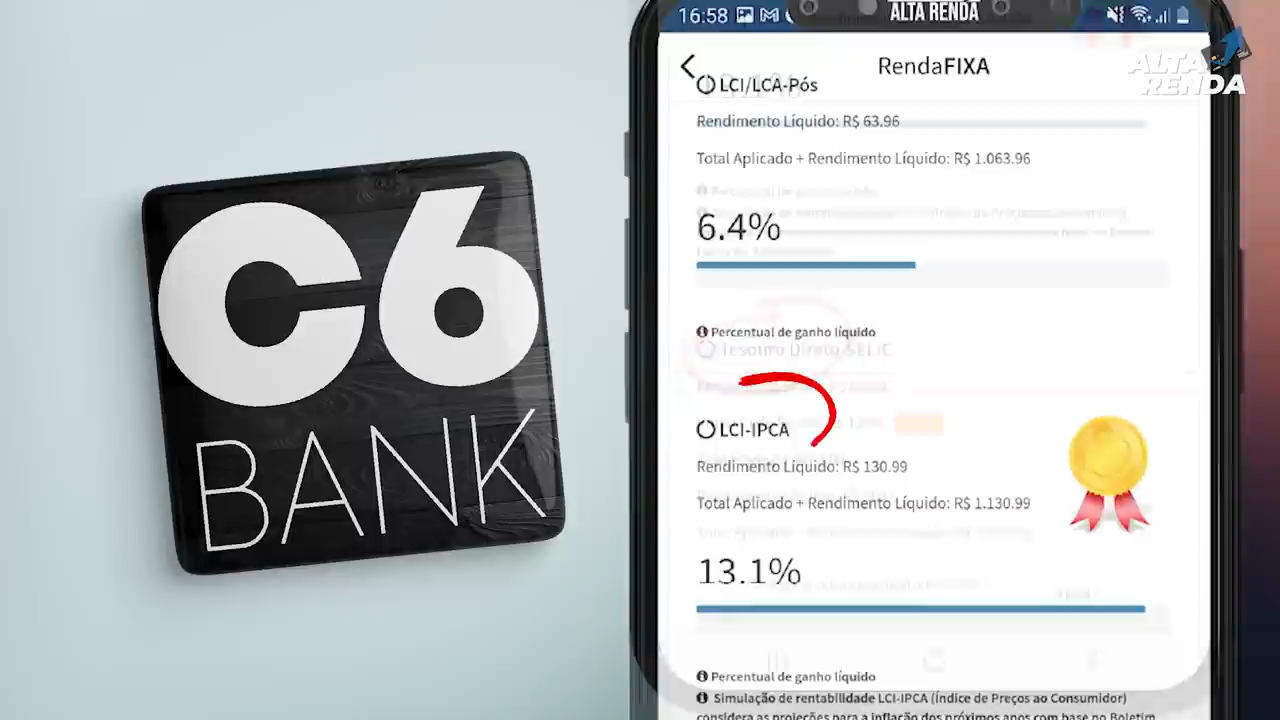 C6
BANK
16:58
ALTA RENDA
ALTA
RENDA
RendaFIXA
LCI/LCA-Pós
Rendimento Líquido: R$ 63.96
Total Aplicado + Rendimento Líquido: R$ 1.063.96
6.4%
Percentual de ganho líquido
Tesouro Direto SELIC
LCI-IPCA
Rendimento Líquido: R$ 130.99
Total Aplicado + Rendimento Líquido: R$ 1.130.99
13.1%
Percentual de ganho líquido
Simulação de rentabilidade LCI-IPCA (Índice de Preços ao Consumidor)
considera as projeções para a inflação dos próximos anos com base no Boletim